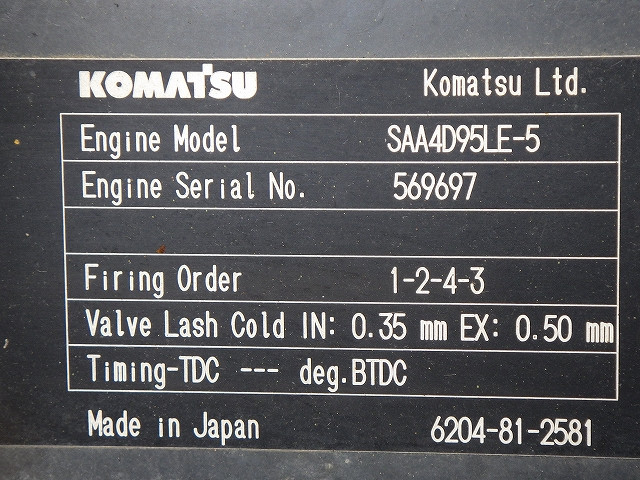 KOMATSU Komatsu Ltd.
Engine Model SAA4D95LE-5
Engine Serial No. 569697
Firing Order 1-2-4-3
Valve Lash Cold IN: 0.35 mm EX: 0.50 mm
Timing-TDC --- deg.BTDC
Made in Japan 6204-81-2581